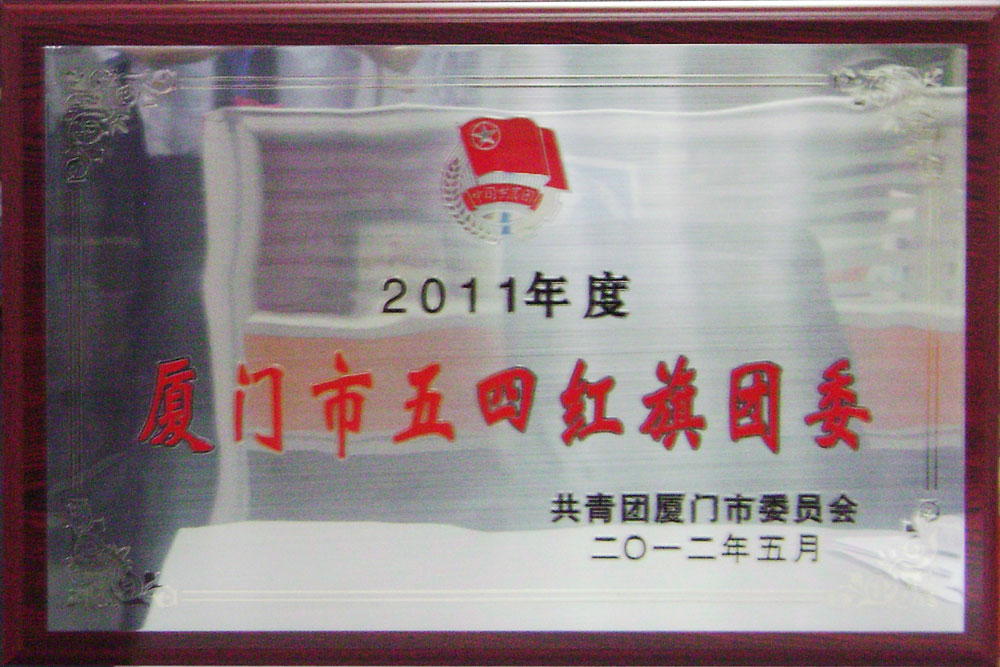 中国共青团
2011年度
厦门市五四红旗团委
共青团厦门市委员会
二〇一二年五月